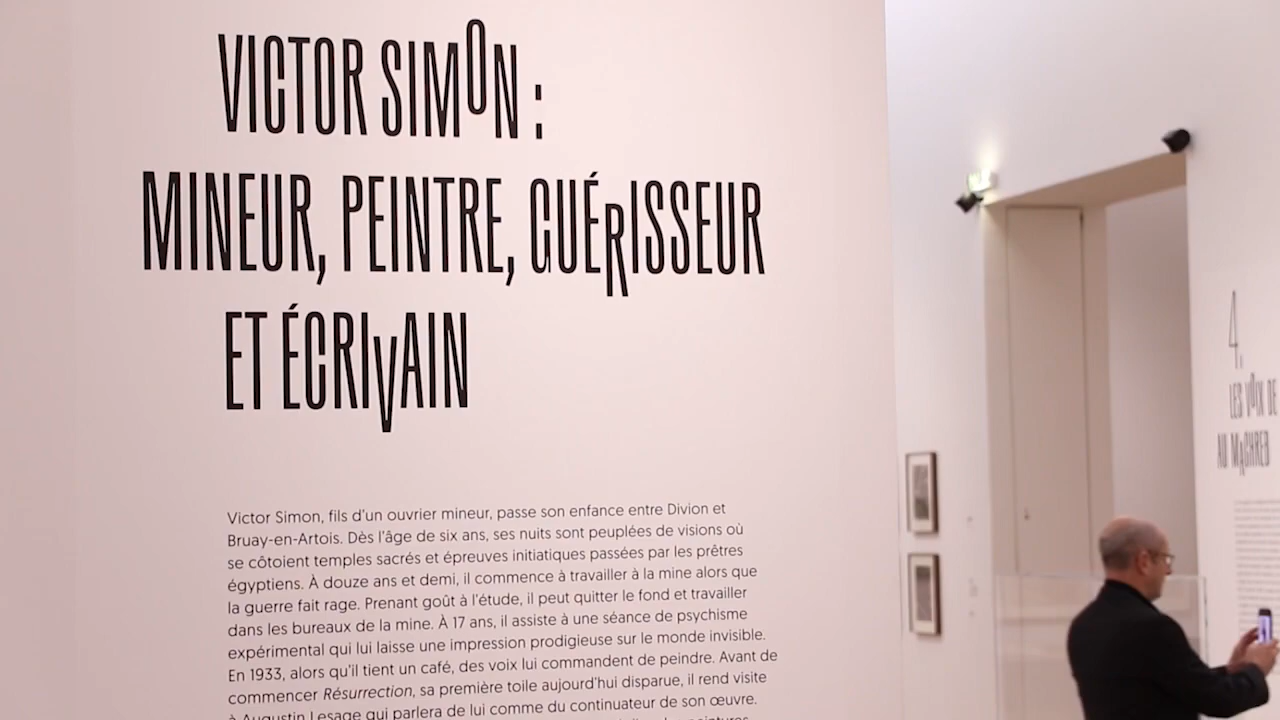 VICTOR SIMON :
MINEUR, PEINTRE, GUÉRISSEUR
ET ÉCRIVAIN
Victor Simon, fils d'un ouvrier mineur, passe son enfance entre Divion et
Bruay-en-Artois. Dès l'âge de six ans, ses nuits sont peuplées de visions où
se côtoient temples sacrés et épreuves initiatiques passées par les prêtres
égyptiens. À douze ans et demi, il commence à travailler à la mine alors que
la guerre fait rage. Prenant goût à l'étude, il peut quitter le fond et travailler
dans les bureaux de la mine. À 17 ans, il assiste à une séance de psychisme
expérimental qui lui laisse une impression prodigieuse sur le monde invisible.
En 1933, alors qu'il tient un café, des voix lui commandent de peindre. Avant de
commencer Résurrection, sa première toile aujourd'hui disparue, il rend visite
à Augustin Lesage qui parlera de lui comme du continuateur de son œuvre.
4.
LES VOIX DE
AU MAGHREB